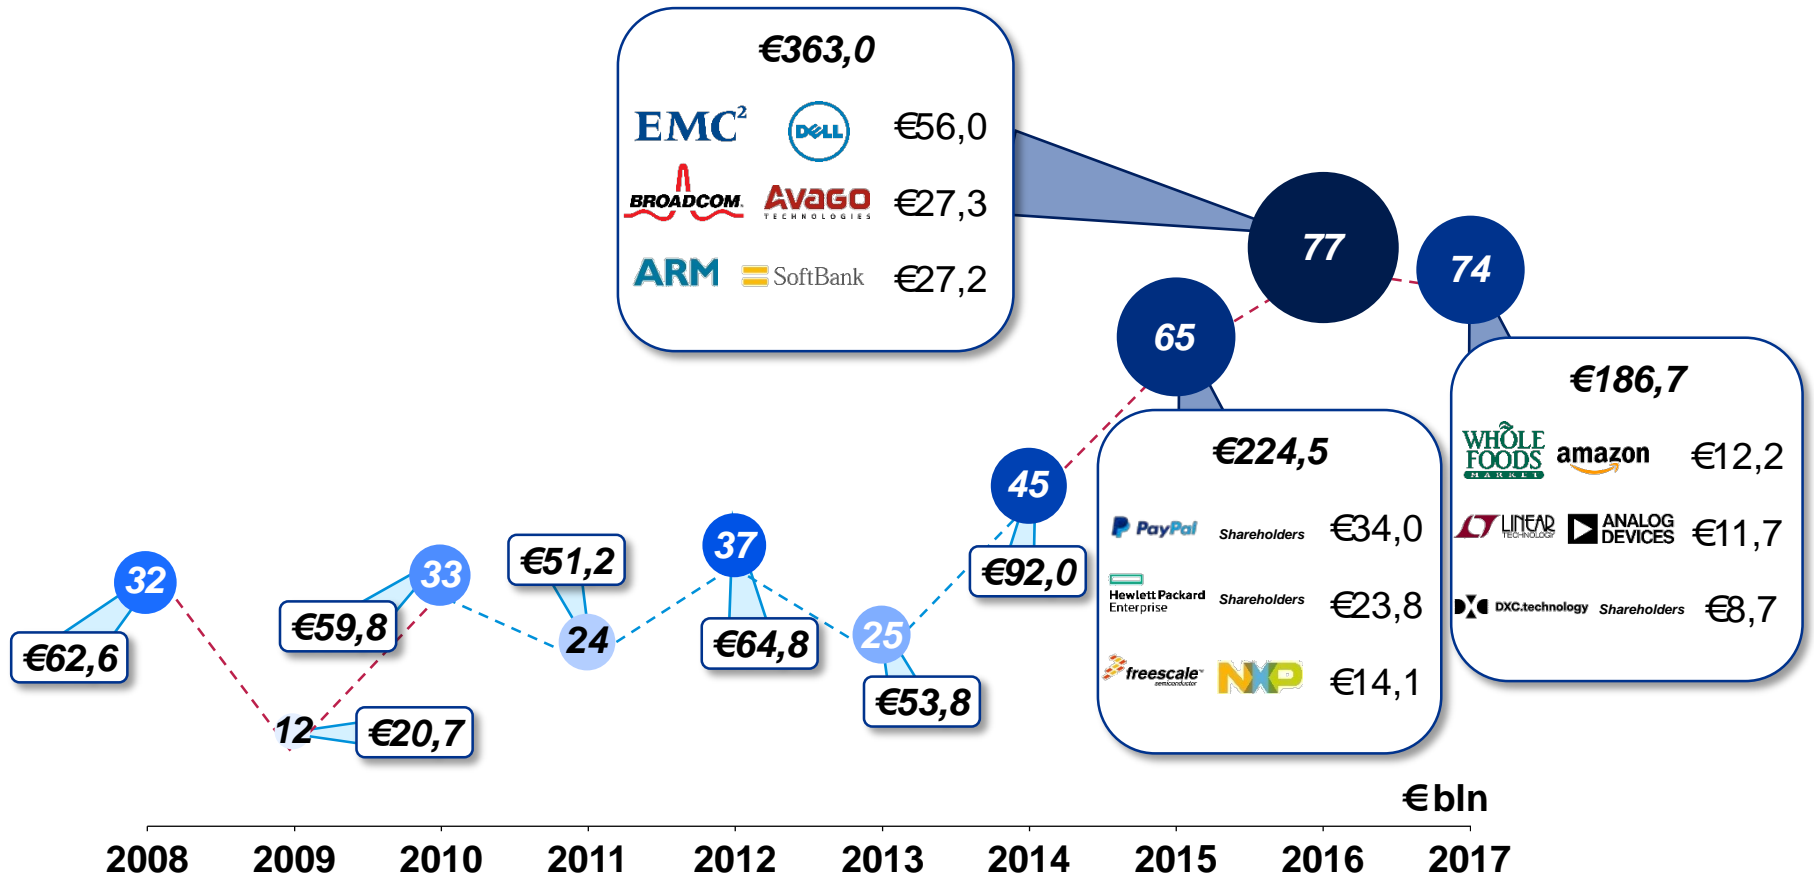 €363,0
EMC² DELL €56,0
BROADCOM. AVAGO TECHNOLOGIES €27,3
ARM SoftBank €27,2
77
74
65
€186,7
WHOLE FOODS MARKET amazon €12,2
LINEAR TECHNOLOGY ANALOG DEVICES €11,7
DXC.technology Shareholders €8,7
€224,5
PayPal Shareholders €34,0
Hewlett Packard Enterprise Shareholders €23,8
freescale™ semiconductor NXP €14,1
45
€92,0
37
€64,8
€51,2
24
33
€59,8
32
€62,6
25
€53,8
12
€20,7
€bln
2008 2009 2010 2011 2012 2013 2014 2015 2016 2017